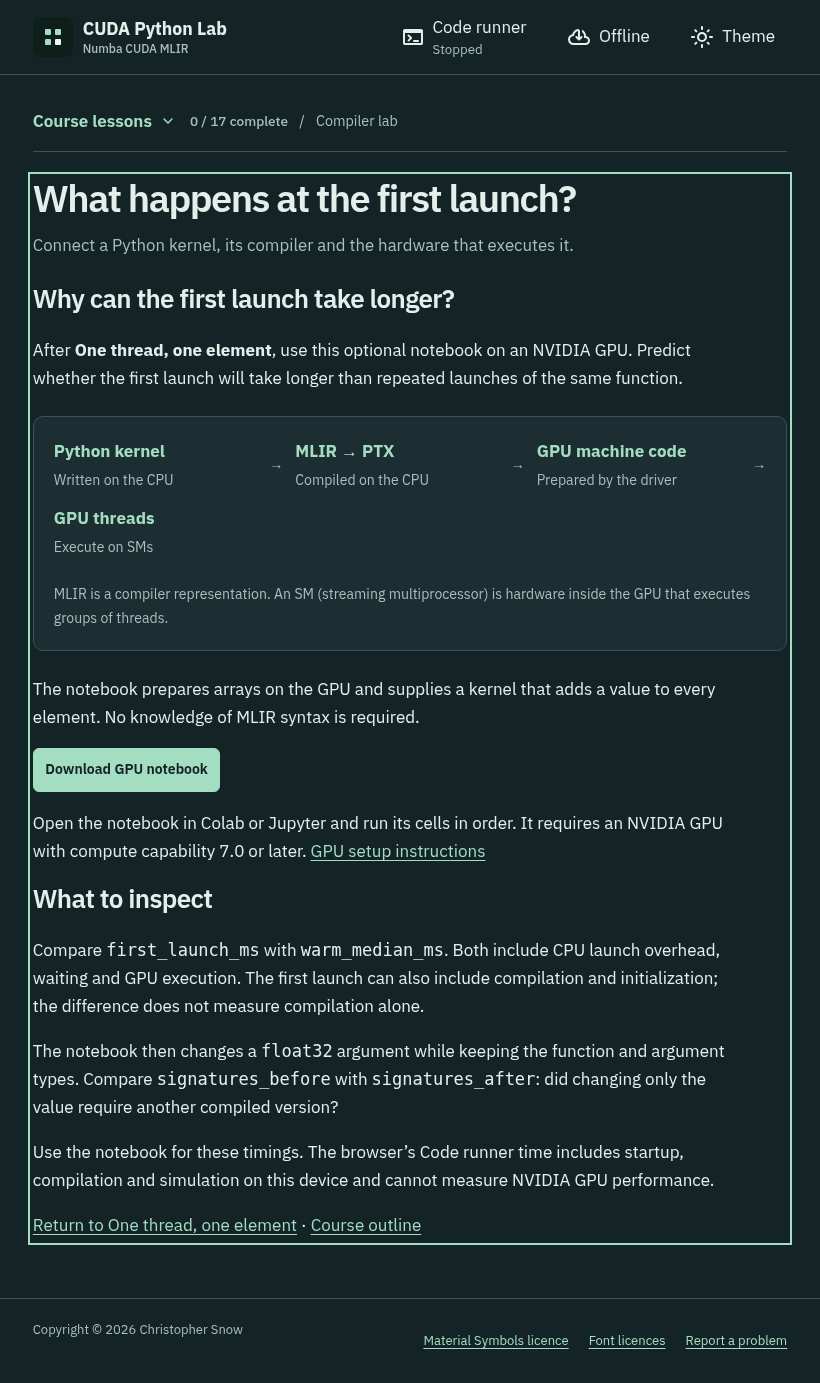 CUDA Python Lab
Numba CUDA MLIR
Code runner
Stopped
Offline
Theme
Course lessons
0 / 17 complete / Compiler lab
What happens at the first launch?
Connect a Python kernel, its compiler and the hardware that executes it.
Why can the first launch take longer?
After One thread, one element, use this optional notebook on an NVIDIA GPU. Predict
whether the first launch will take longer than repeated launches of the same function.
Python kernel
Written on the CPU
→
MLIR → PTX
Compiled on the CPU
→
GPU machine code
Prepared by the driver
→
GPU threads
Execute on SMs
MLIR is a compiler representation. An SM (streaming multiprocessor) is hardware inside the GPU that executes
groups of threads.
The notebook prepares arrays on the GPU and supplies a kernel that adds a value to every
element. No knowledge of MLIR syntax is required.
Download GPU notebook
Open the notebook in Colab or Jupyter and run its cells in order. It requires an NVIDIA GPU
with compute capability 7.0 or later. GPU setup instructions
What to inspect
Compare first_launch_ms with warm_median_ms. Both include CPU launch overhead,
waiting and GPU execution. The first launch can also include compilation and initialization;
the difference does not measure compilation alone.
The notebook then changes a float32 argument while keeping the function and argument
types. Compare signatures_before with signatures_after: did changing only the
value require another compiled version?
Use the notebook for these timings. The browser’s Code runner time includes startup,
compilation and simulation on this device and cannot measure NVIDIA GPU performance.
Return to One thread, one element · Course outline
Copyright © 2026 Christopher Snow
Material Symbols licence
Font licences
Report a problem